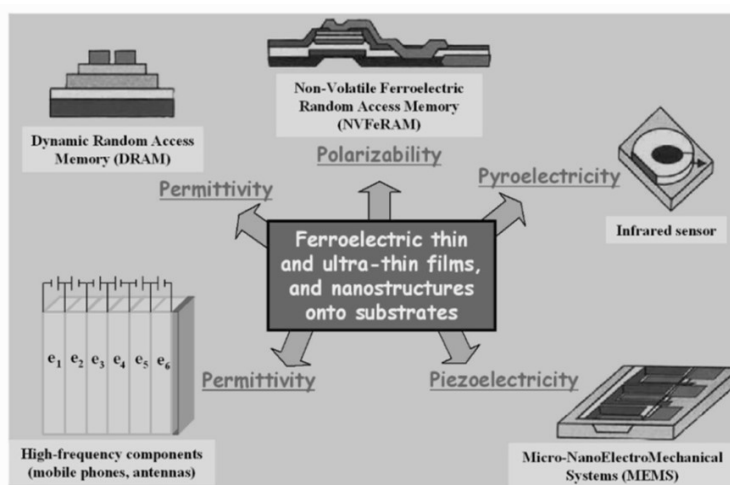 Non-Volatile Ferroelectric
Random Access Memory
(NVFeRAM)
Dynamic Random Access
Memory (DRAM)
Polarizability
Permittivity
Pyroelectricity
Infrared sensor
Ferroelectric thin
and ultra-thin films,
and nanostructures
onto substrates
e1 e2 e3 e4 e5 e6
Permittivity
Piezoelectricity
High-frequency components
(mobile phones, antennas)
Micro-NanoElectroMechanical
Systems (MEMS)